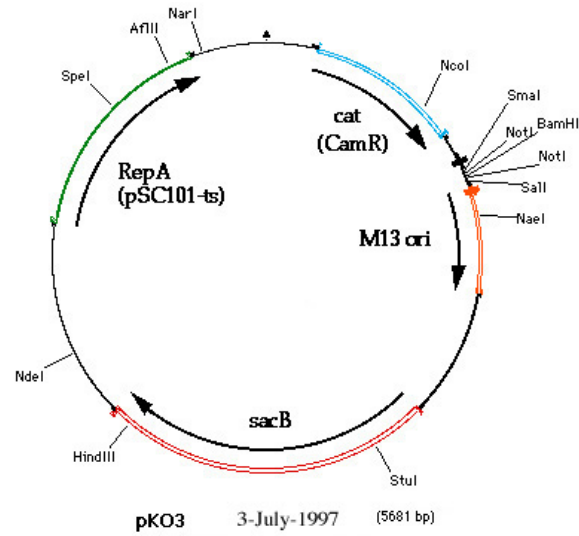 NarI
AflII
SpeI
NcoI
cat
(CamR)
SmaI
NotI
BamHI
NotI
SalI
NaeI
RepA
(pSC101-ts)
M13 ori
NdeI
sacB
HindIII
StuI
pKO3 3-July-1997 (5681 bp)